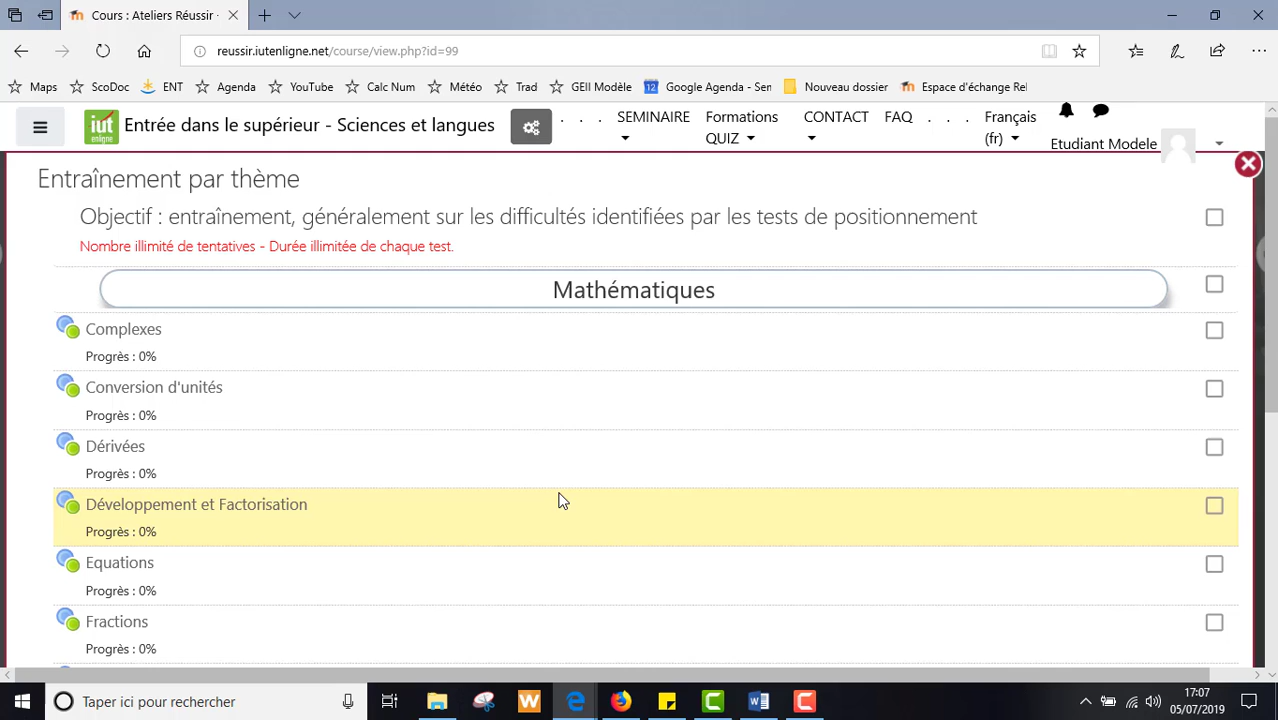 Cours : Ateliers Réussir -
reussir.iutenligne.net/course/view.php?id=99
Maps ScoDoc ENT Agenda YouTube Calc Num Météo Trad GEII Modèle Google Agenda - Sem Nouveau dossier Espace d'échange Rel
iut enligne
Entrée dans le supérieur - Sciences et langues
. . . SEMINAIRE Formations QUIZ CONTACT FAQ . . . Français (fr)
Etudiant Modele
Entraînement par thème
Objectif : entraînement, généralement sur les difficultés identifiées par les tests de positionnement
Nombre illimité de tentatives - Durée illimitée de chaque test.
Mathématiques
Complexes
Progrès : 0%
Conversion d'unités
Progrès : 0%
Dérivées
Progrès : 0%
Développement et Factorisation
Progrès : 0%
Equations
Progrès : 0%
Fractions
Progrès : 0%
Taper ici pour rechercher
17:07
05/07/2019